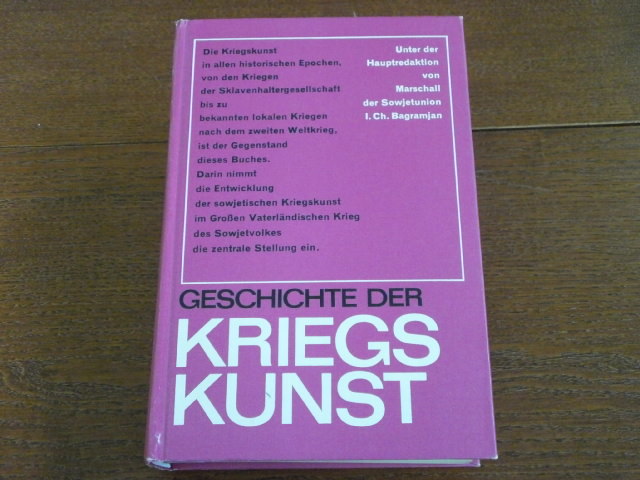 Die Kriegskunst
in allen historischen Epochen,
von den Kriegen
der Sklavenhaltergesellschaft
bis zu
bekannten lokalen Kriegen
nach dem zweiten Weltkrieg,
ist der Gegenstand
dieses Buches.
Darin nimmt
die Entwicklung
der sowjetischen Kriegskunst
im Großen Vaterländischen Krieg
des Sowjetvolkes
die zentrale Stellung ein.
Unter der
Hauptredaktion
von
Marschall
der Sowjetunion
I. Ch. Bagramjan
GESCHICHTE DER
KRIEGS
KUNST